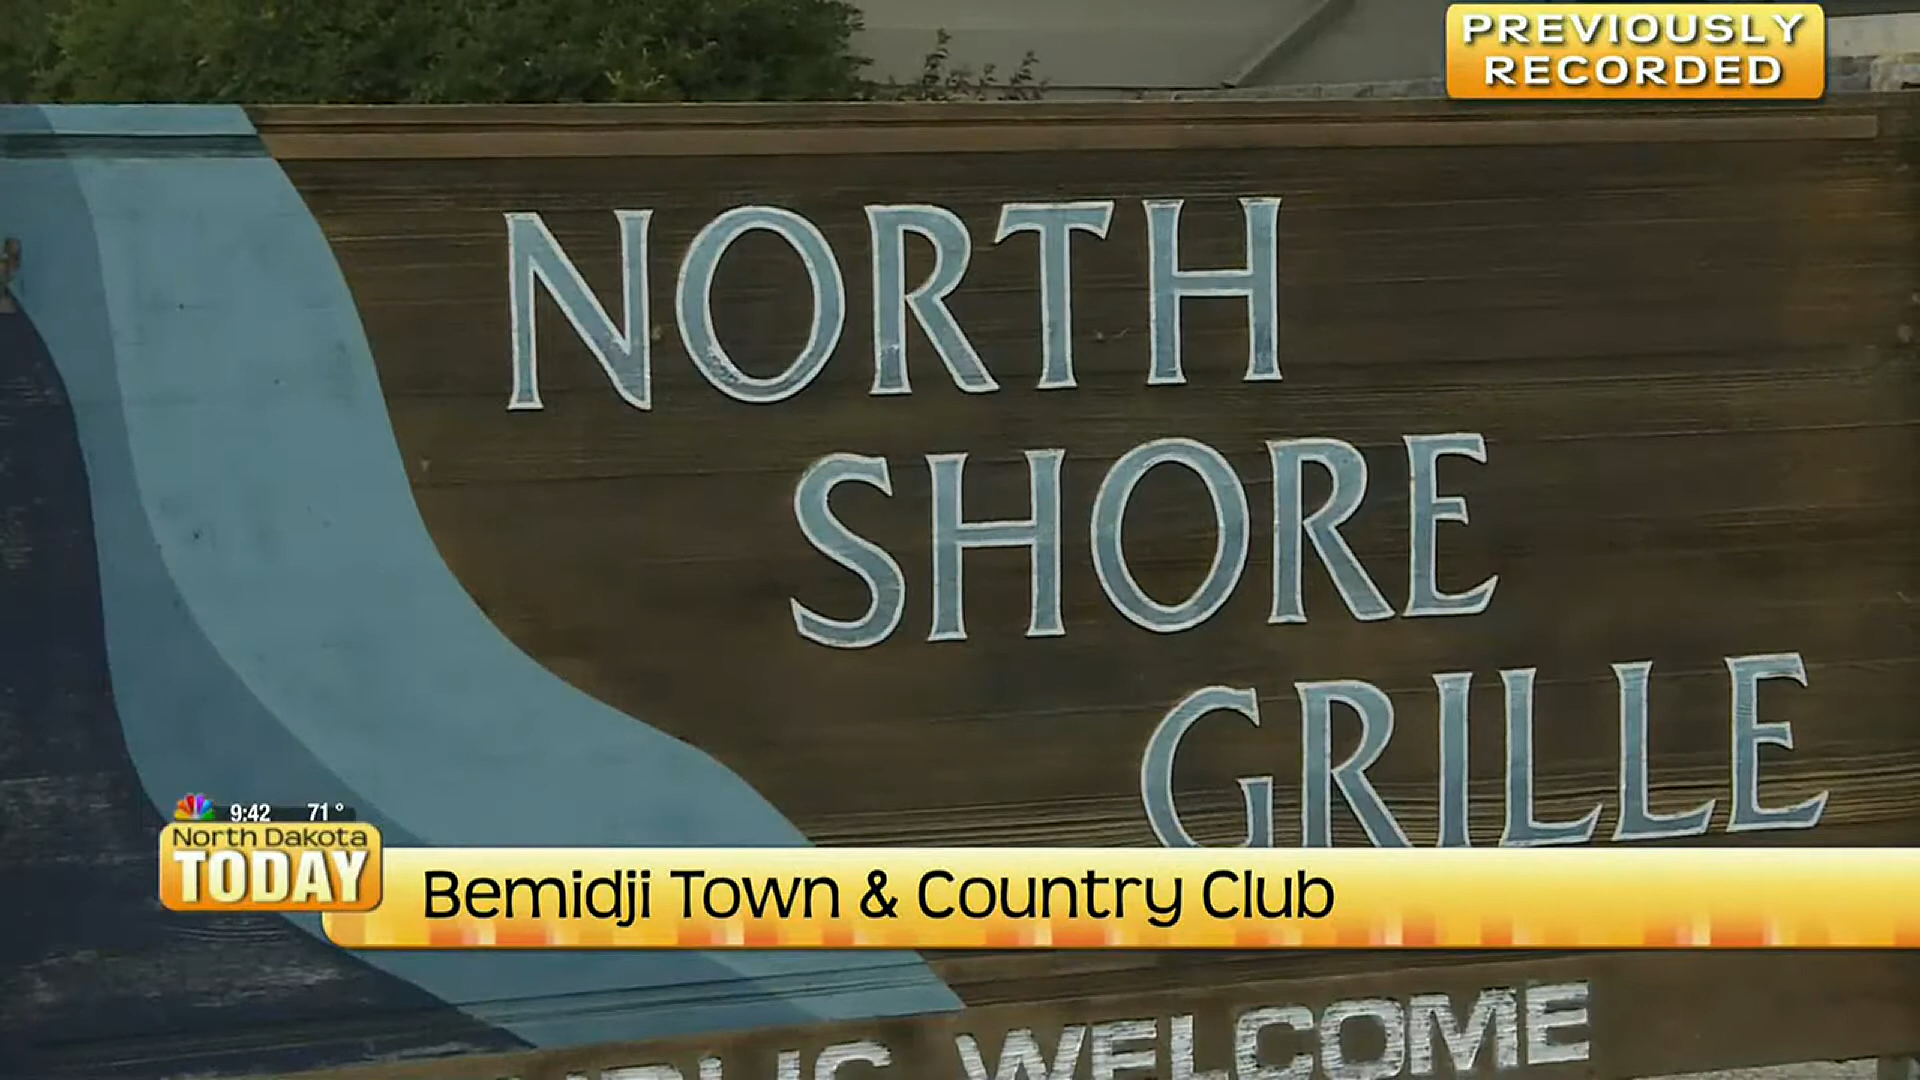 PREVIOUSLY
RECORDED
NORTH
SHORE
GRILLE
9:42 71°
North Dakota
TODAY
Bemidji Town & Country Club
WELCOME